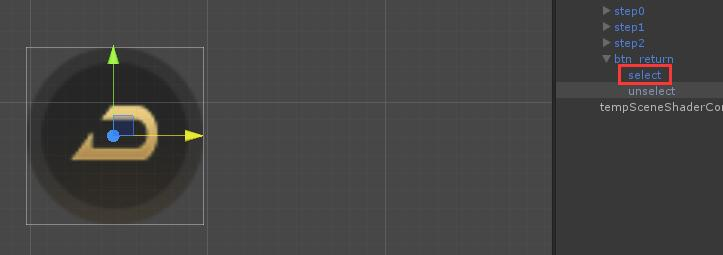 step0
step1
step2
btn_return
select
unselect
tempSceneShaderCor